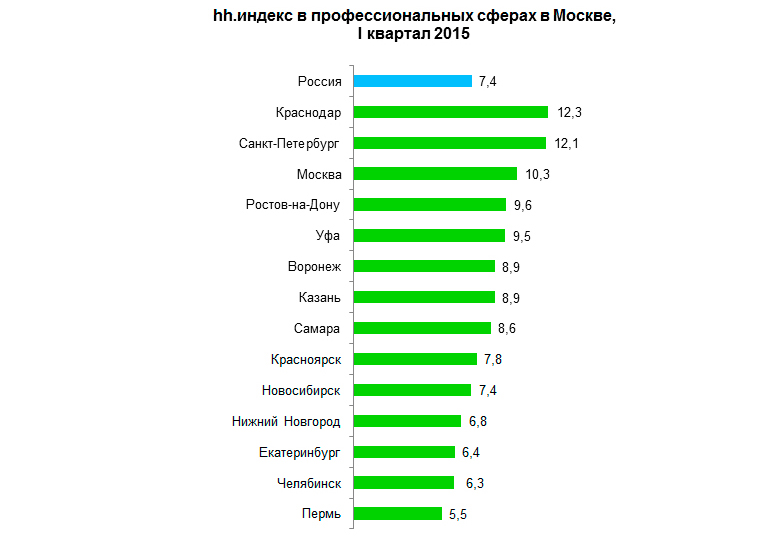 hh.индекс в профессиональных сферах в Москве,
I квартал 2015
Россия 7,4
Краснодар 12,3
Санкт-Петербург 12,1
Москва 10,3
Ростов-на-Дону 9,6
Уфа 9,5
Воронеж 8,9
Казань 8,9
Самара 8,6
Красноярск 7,8
Новосибирск 7,4
Нижний Новгород 6,8
Екатеринбург 6,4
Челябинск 6,3
Пермь 5,5